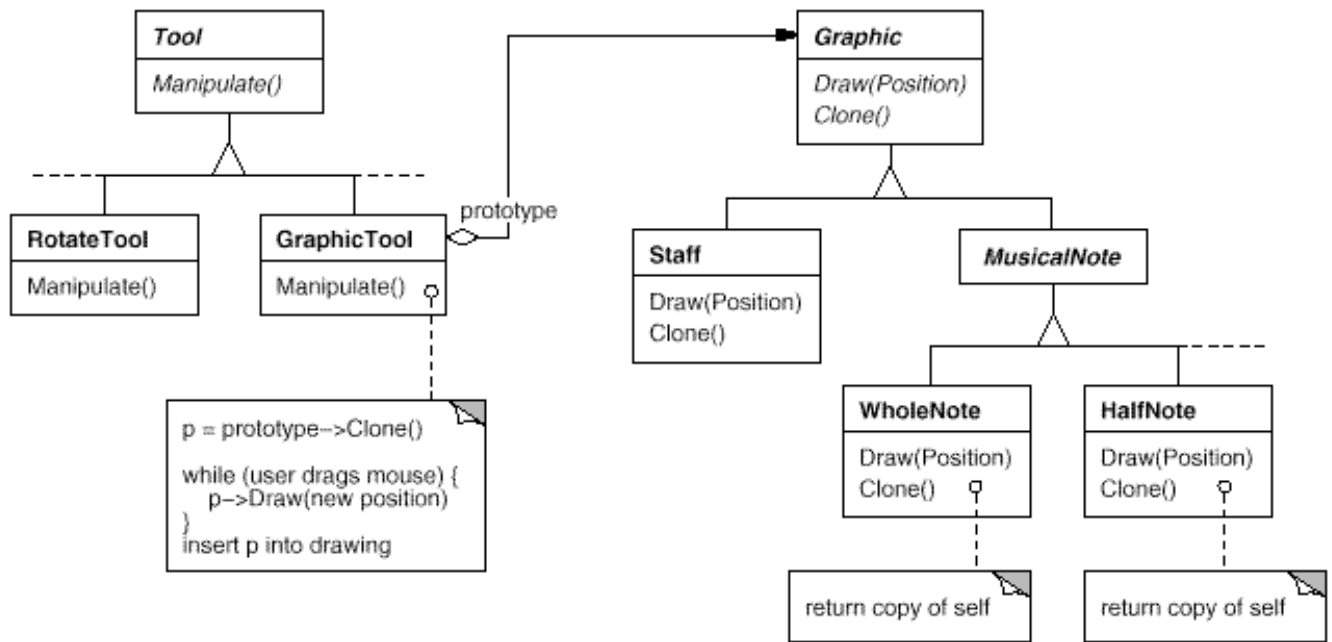 Tool
Manipulate()
Graphic
Draw(Position)
Clone()
prototype
RotateTool
Manipulate()
GraphicTool
Manipulate()
Staff
Draw(Position)
Clone()
MusicalNote
p = prototype–>Clone()
while (user drags mouse) {
p–>Draw(new position)
}
insert p into drawing
WholeNote
Draw(Position)
Clone()
HalfNote
Draw(Position)
Clone()
return copy of self
return copy of self